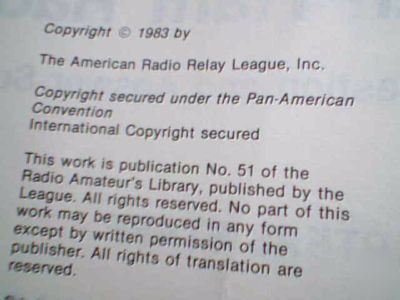 Copyright © 1983 by
The American Radio Relay League, Inc.
Copyright secured under the Pan-American
Convention
International Copyright secured
This work is publication No. 51 of the
Radio Amateur's Library, published by the
League. All rights reserved. No part of this
work may be reproduced in any form
except by written permission of the
publisher. All rights of translation are
reserved.